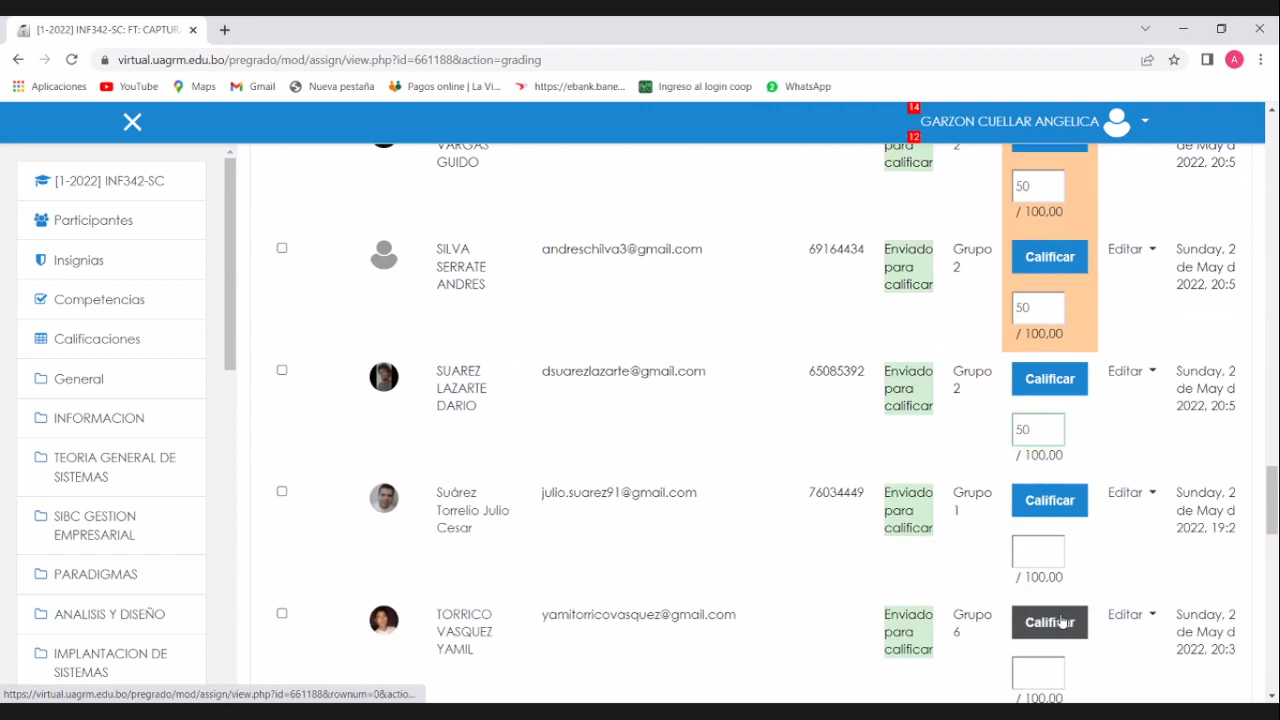 [1-2022] INF342-SC: FT: CAPTUR
virtual.uagrm.edu.bo/pregrado/mod/assign/view.php?id=661188&action=grading
A
Aplicaciones YouTube Maps Gmail Nueva pestaña Pagos online | La Vi... https://ebank.bane... Ingreso al login coop WhatsApp
14
GARZON CUELLAR ANGELICA
12
[1-2022] INF342-SC
Participantes
Insignias
Competencias
Calificaciones
General
INFORMACION
TEORIA GENERAL DE
SISTEMAS
SIBC GESTION
EMPRESARIAL
PARADIGMAS
ANALISIS Y DISEÑO
IMPLANTACION DE
SISTEMAS
VARGAS para 2 de May d
GUIDO calificar 2022, 20:5
50
/ 100,00
SILVA andreschilva3@gmail.com 69164434 Enviado Grupo Calificar Editar Sunday, 2
SERRATE para 2 de May d
ANDRES calificar 2022, 20:5
50
/ 100,00
SUAREZ dsuarezlazarte@gmail.com 65085392 Enviado Grupo Calificar Editar Sunday, 2
LAZARTE para 2 de May d
DARIO calificar 2022, 20:5
50
/ 100,00
Suárez julio.suarez91@gmail.com 76034449 Enviado Grupo Calificar Editar Sunday, 2
Torrelio Julio para 1 de May d
Cesar calificar 2022, 19:2
/ 100,00
TORRICO yamitorricovasquez@gmail.com Enviado Grupo Calificar Editar Sunday, 2
VASQUEZ para 6 de May d
YAMIL calificar 2022, 20:3
/ 100,00
https://virtual.uagrm.edu.bo/pregrado/mod/assign/view.php?id=661188&rownum=0&actio...